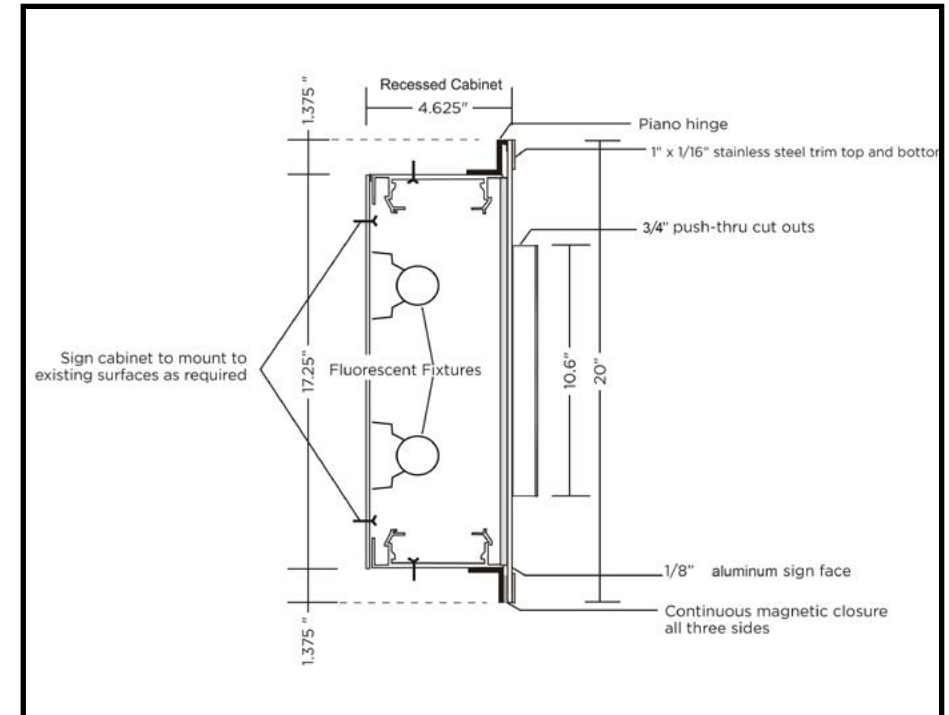 Recessed Cabinet
4.625"
1.375 "
Piano hinge
1" x 1/16" stainless steel trim top and bottor
3/4" push-thru cut outs
Sign cabinet to mount to
existing surfaces as required
17.25"
Fluorescent Fixtures
10.6"
20"
1/8" aluminum sign face
Continuous magnetic closure
all three sides
1.375 "